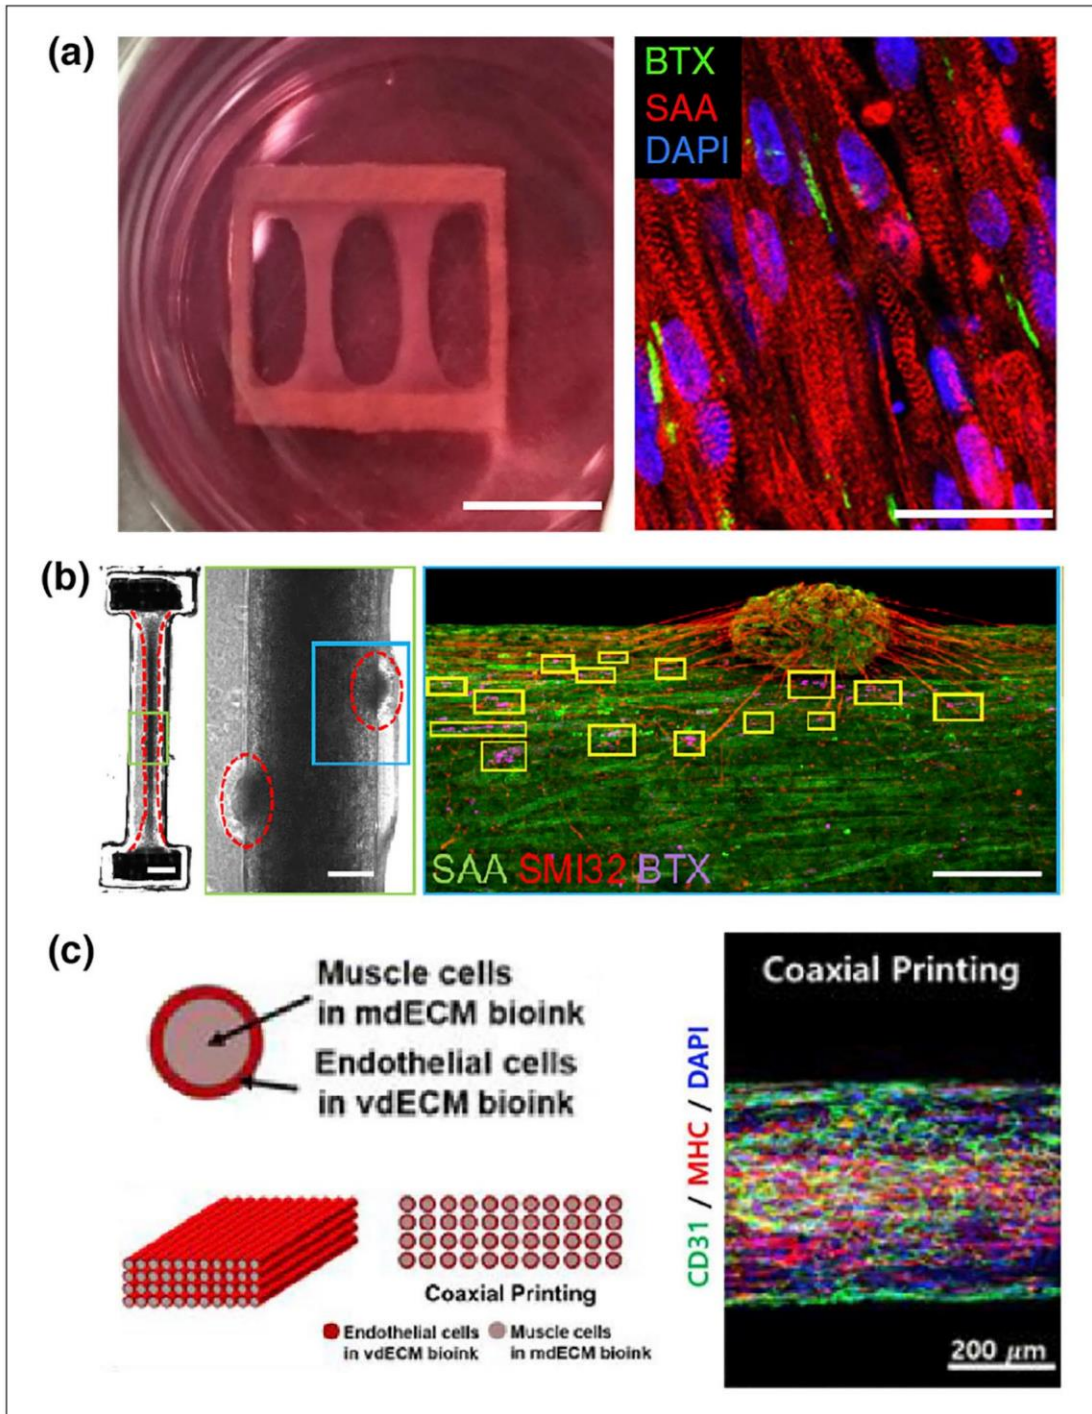 (a)
BTX
SAA
DAPI
(b)
SAA SMI32 BTX
(c)
Muscle cells
in mdECM bioink
Endothelial cells
in vdECM bioink
Coaxial Printing
Endothelial cells
in vdECM bioink
Muscle cells
in mdECM bioink
CD31 / MHC / DAPI
Coaxial Printing
200 μm